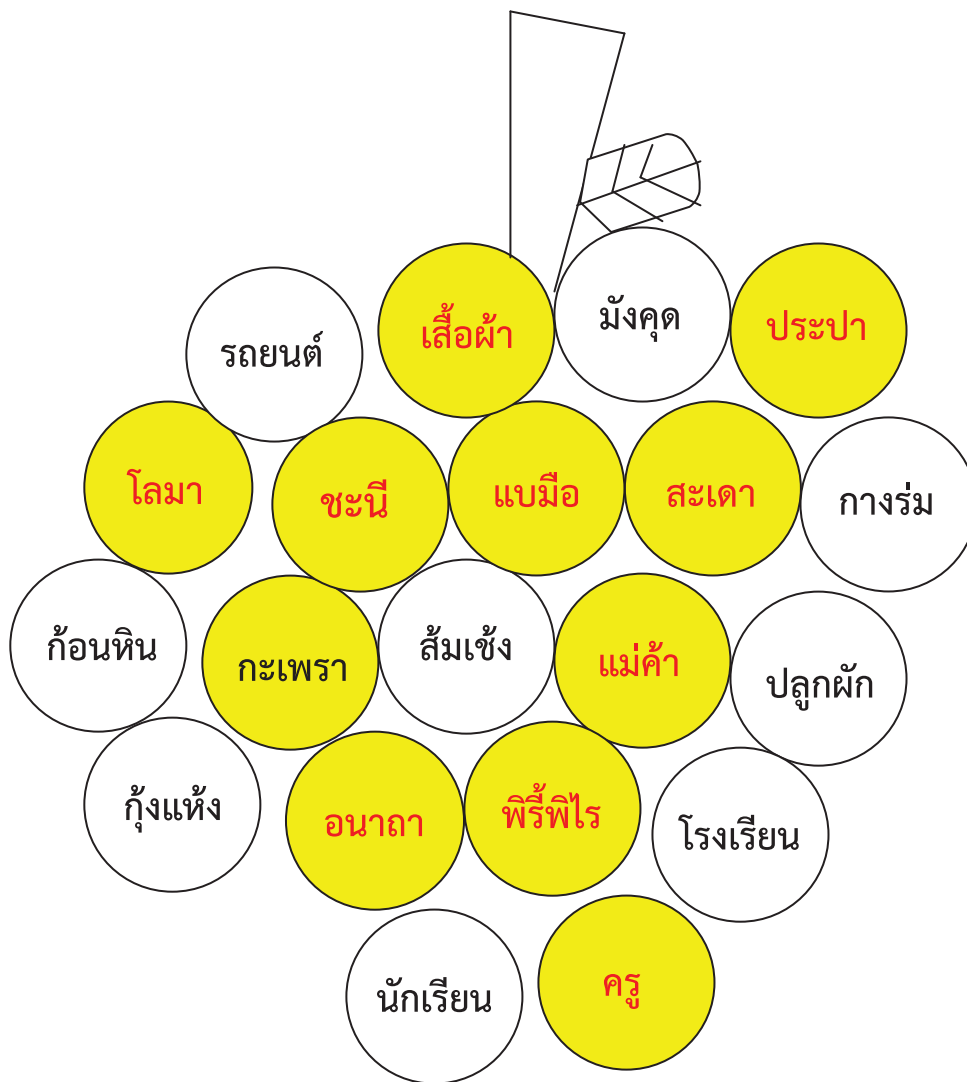 เสื้อผ้า
มังคุด
ประปา
รถยนต์
โลมา
ชะนี
แบมือ
สะเดา
กางร่ม
ก้อนหิน
กะเพรา
ส้มเช้ง
แม่ค้า
ปลูกผัก
กุ้งแห้ง
อนาถา
พิรี้พิไร
โรงเรียน
นักเรียน
ครู